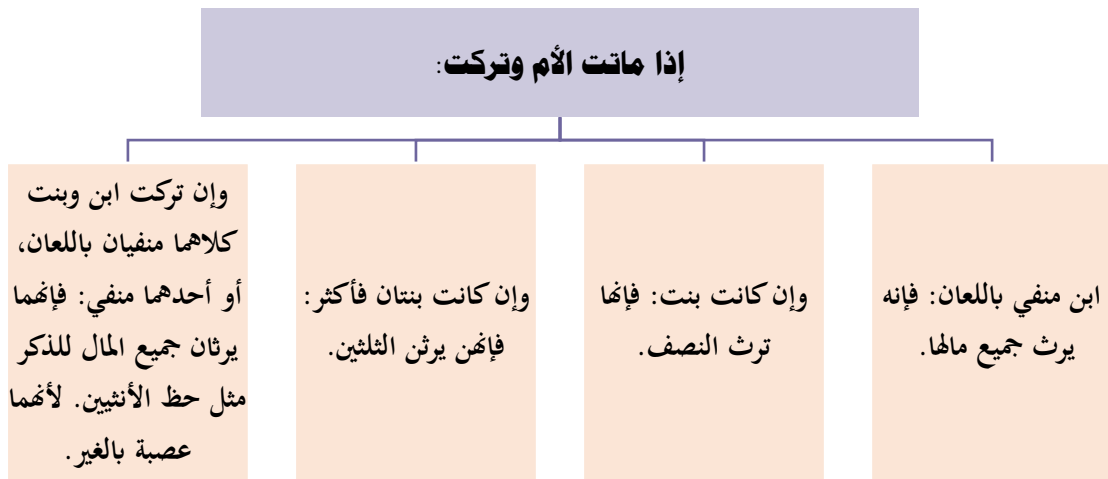 إذا ماتت الأم وتركت:
ابن منفي باللعان: فإنه
يرث جميع مالها.
وإن كانت بنت: فإنها
ترث النصف.
وإن كانت بنتان فأكثر:
فإنهن يرثن الثلثين.
وإن تركت ابن وبنت
كلاهما منفيان باللعان،
أو أحدهما منفي: فإنهما
يرثان جميع المال للذكر
مثل حظ الأنثيين. لأنهما
عصبة بالغير.